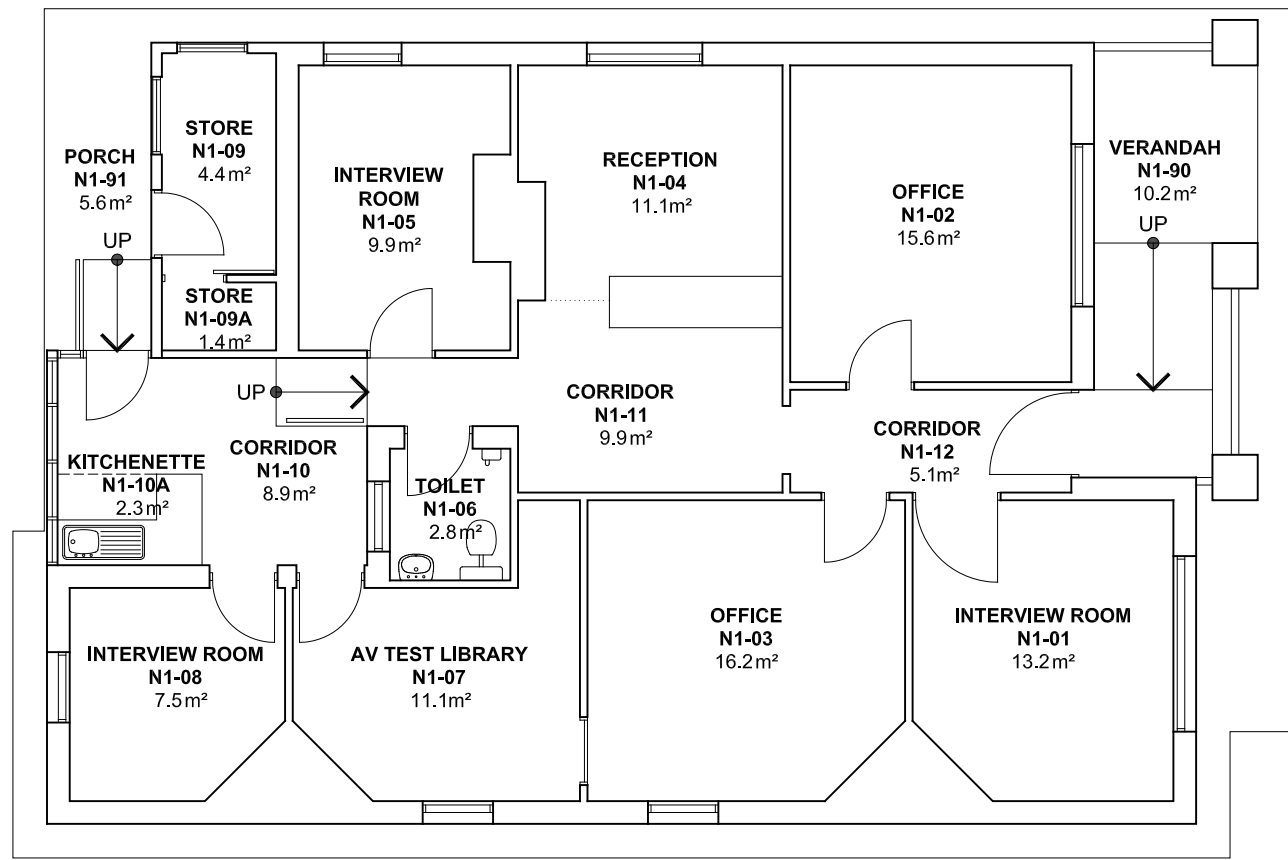 STORE
N1-09
4.4m²
PORCH
N1-91
5.6m²
UP
STORE
N1-09A
1.4m²
INTERVIEW
ROOM
N1-05
9.9m²
RECEPTION
N1-04
11.1m²
OFFICE
N1-02
15.6m²
VERANDAH
N1-90
10.2m²
UP
UP
CORRIDOR
N1-11
9.9m²
CORRIDOR
N1-12
5.1m²
KITCHENETTE
N1-10A
2.3m²
CORRIDOR
N1-10
8.9m²
TOILET
N1-06
2.8m²
INTERVIEW ROOM
N1-08
7.5m²
AV TEST LIBRARY
N1-07
11.1m²
OFFICE
N1-03
16.2m²
INTERVIEW ROOM
N1-01
13.2m²